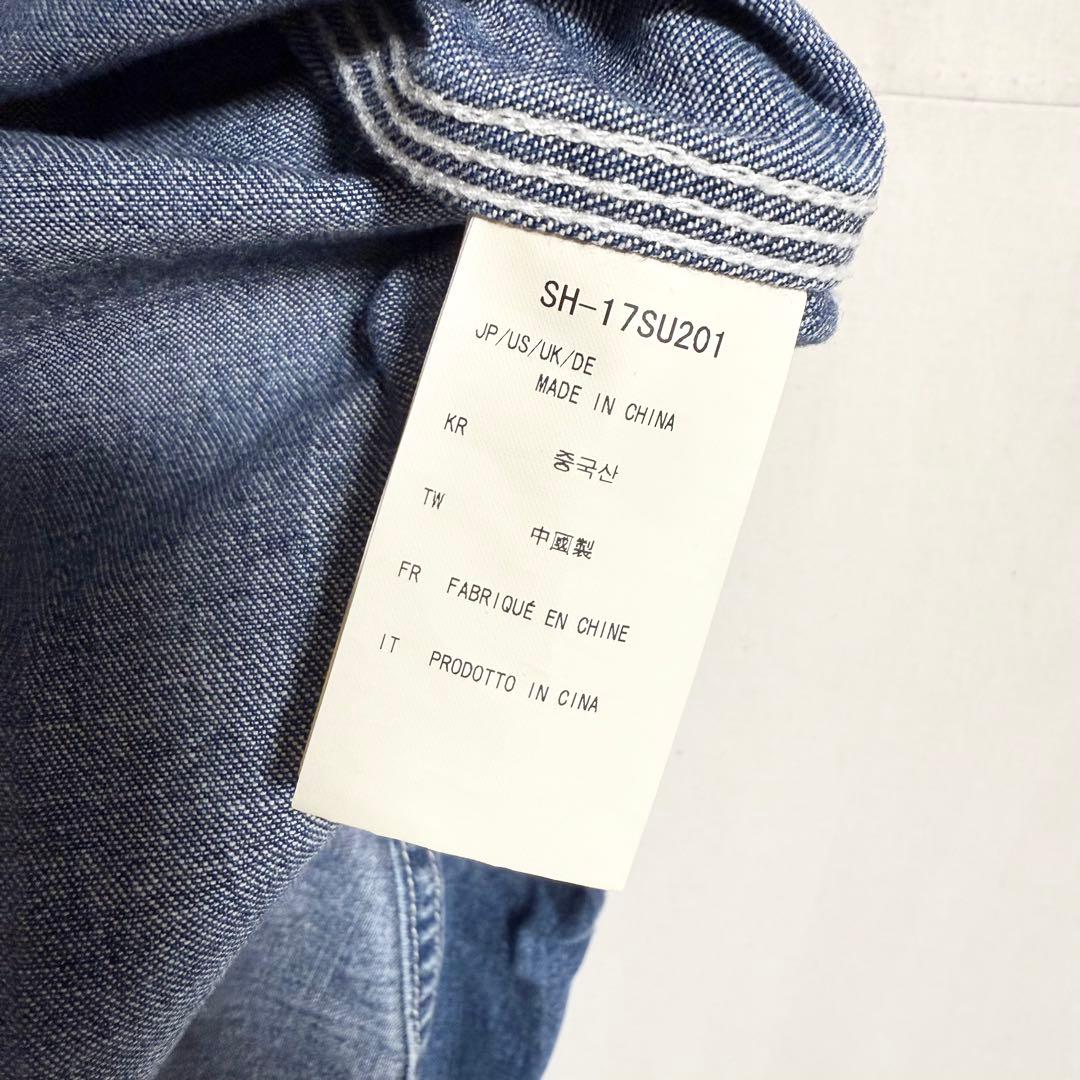 SH-17SU201
JP/US/UK/DE
MADE IN CHINA
KR
중국산
TW
中國製
FR FABRIQUÉ EN CHINE
IT PRODOTTO IN CINA